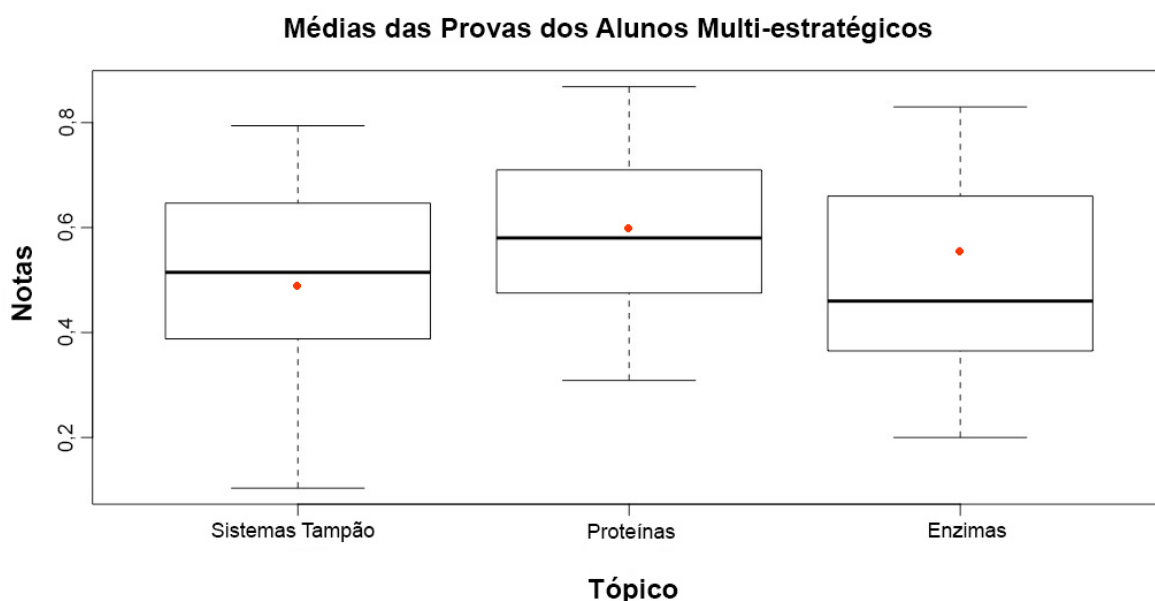 Médias das Provas dos Alunos Multi-estratégicos
Notas
0,8
0,6
0,4
0,2
Sistemas Tampão
Proteínas
Enzimas
Tópico